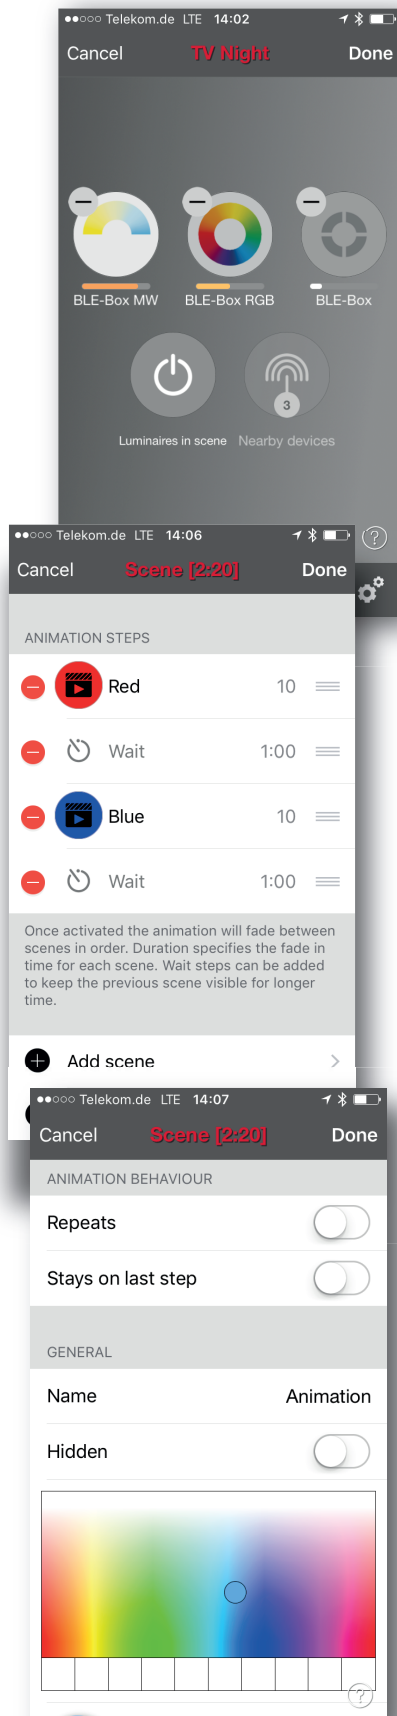 Telekom.de LTE 14:02
Cancel TV Night Done
BLE-Box MW BLE-Box RGB BLE-Box
3
Luminaires in scene Nearby devices
?
Telekom.de LTE 14:06
Cancel Scene [2:20] Done
ANIMATION STEPS
Red 10
Wait 1:00
Blue 10
Wait 1:00
Once activated the animation will fade between
scenes in order. Duration specifies the fade in
time for each scene. Wait steps can be added
to keep the previous scene visible for longer
time.
Add scene
Telekom.de LTE 14:07
Cancel Scene [2:20] Done
ANIMATION BEHAVIOUR
Repeats
Stays on last step
GENERAL
Name Animation
Hidden
?